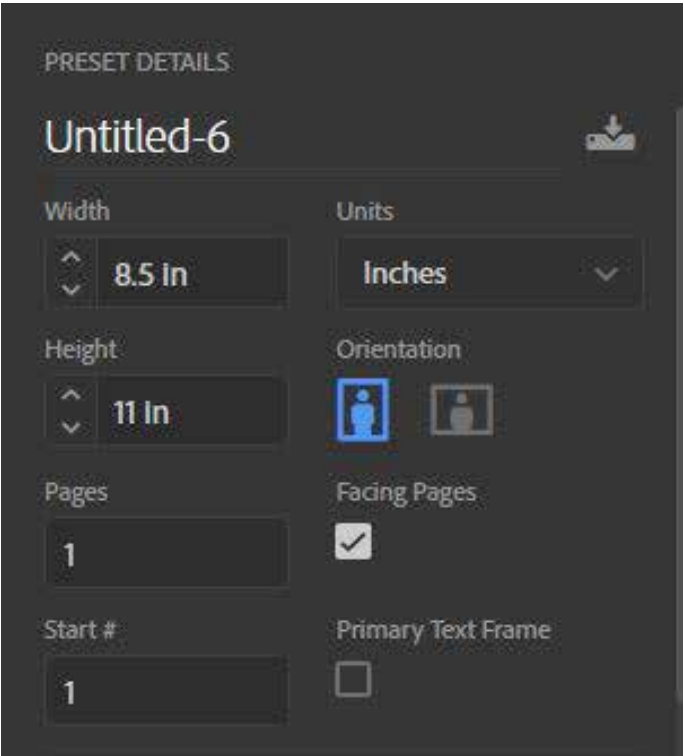 PRESET DETAILS
Untitled-6
Width
Units
8.5 in
Inches
Height
Orientation
11 in
Pages
Facing Pages
1
Start #
Primary Text Frame
1